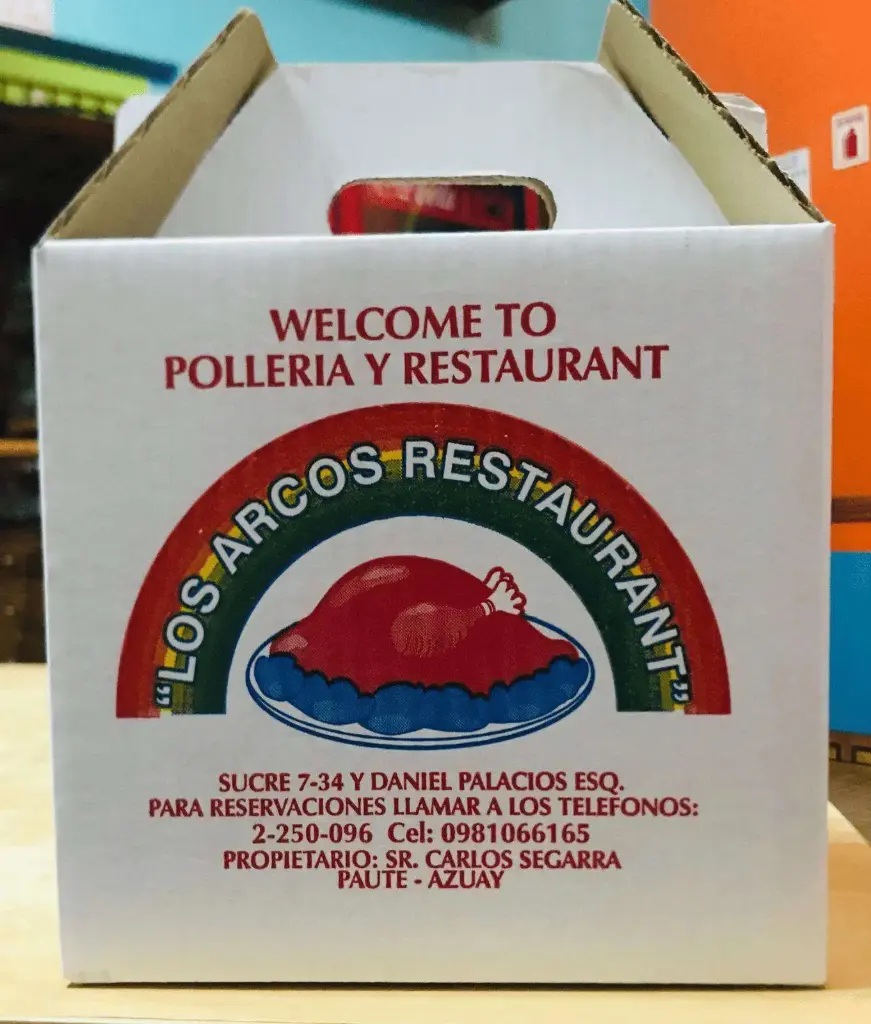 WELCOME TO
POLLERIA Y RESTAURANT
"LOS ARCOS RESTAURANT"
SUCRE 7-34 Y DANIEL PALACIOS ESQ.
PARA RESERVACIONES LLAMAR A LOS TELEFONOS:
2-250-096 Cel: 0981066165
PROPIETARIO: SR. CARLOS SEGARRA
PAUTE - AZUAY